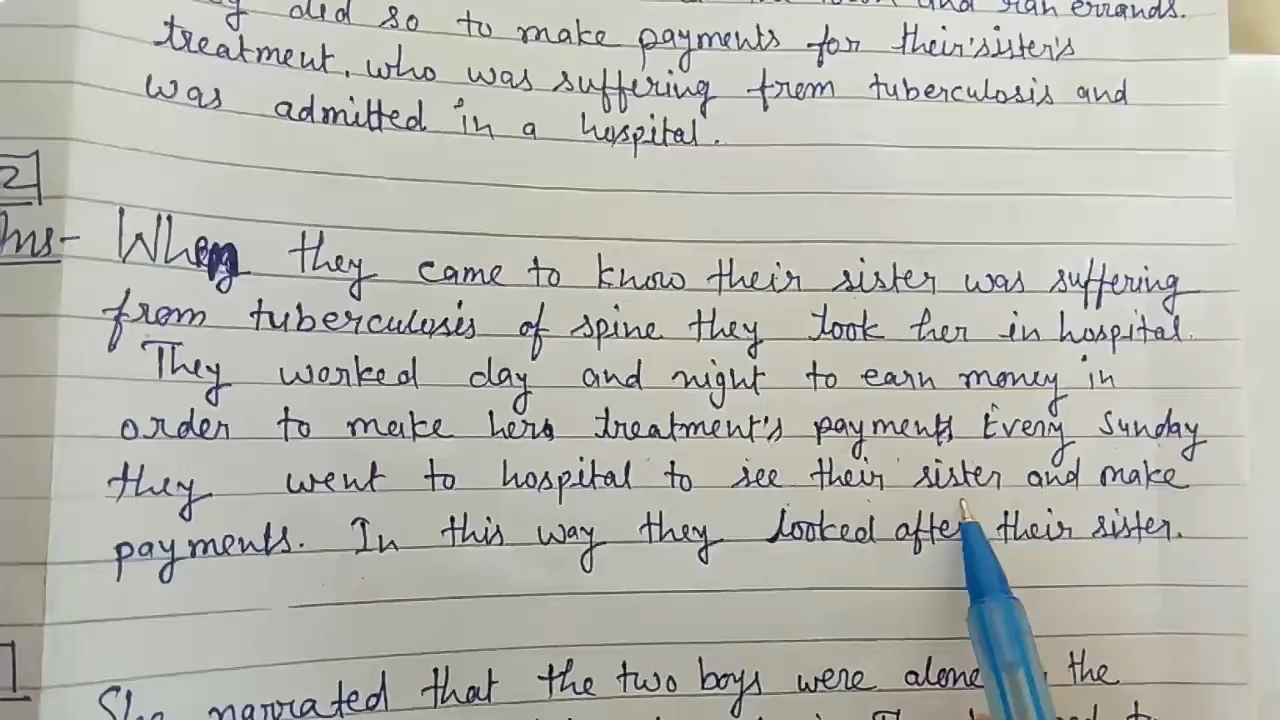 did so to make payments for their sister's
treatment. who was suffering from tuberculosis and
was admitted in a hospital.
2
Ans- When they came to know their sister was suffering
from tuberculosis of spine they took her in hospital.
They worked day and night to earn money in
order to make her treatment's payments Every Sunday
they went to hospital to see their sister and make
payments. In this way they looked after their sister.
1
She narrated that the two boys were alone the